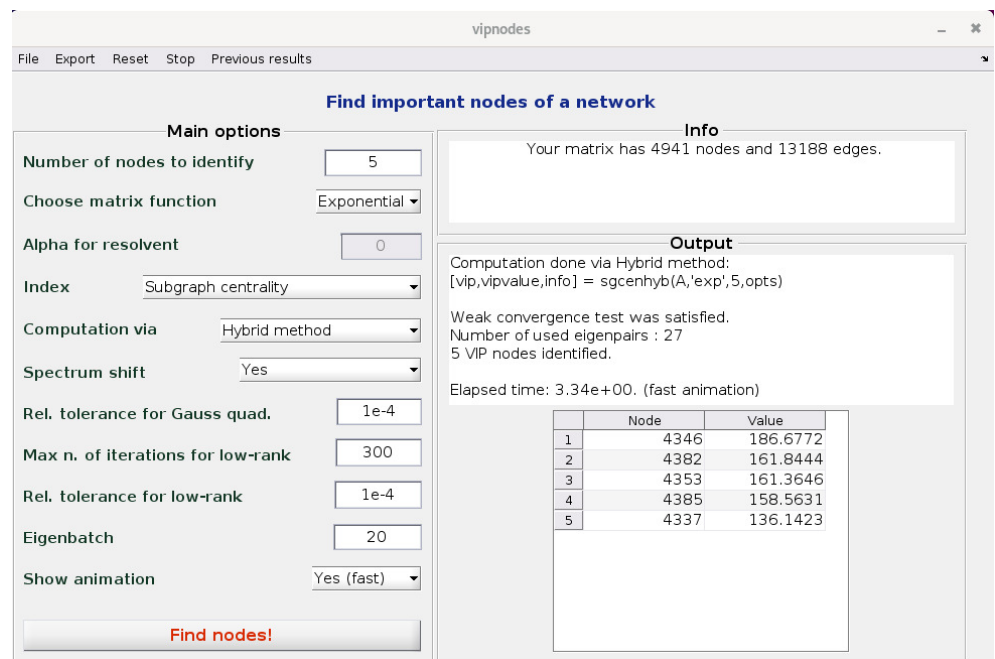 vipnodes
File Export Reset Stop Previous results
Find important nodes of a network
Main options
Number of nodes to identify 5
Choose matrix function Exponential
Alpha for resolvent 0
Index Subgraph centrality
Computation via Hybrid method
Spectrum shift Yes
Rel. tolerance for Gauss quad. 1e-4
Max n. of iterations for low-rank 300
Rel. tolerance for low-rank 1e-4
Eigenbatch 20
Show animation Yes (fast)
Find nodes!
Info
Your matrix has 4941 nodes and 13188 edges.
Output
Computation done via Hybrid method:
[vip,vipvalue,info] = sgcenhyb(A,'exp',5,opts)
Weak convergence test was satisfied.
Number of used eigenpairs : 27
5 VIP nodes identified.
Elapsed time: 3.34e+00. (fast animation)
Node Value
1 4346 186.6772
2 4382 161.8444
3 4353 161.3646
4 4385 158.5631
5 4337 136.1423